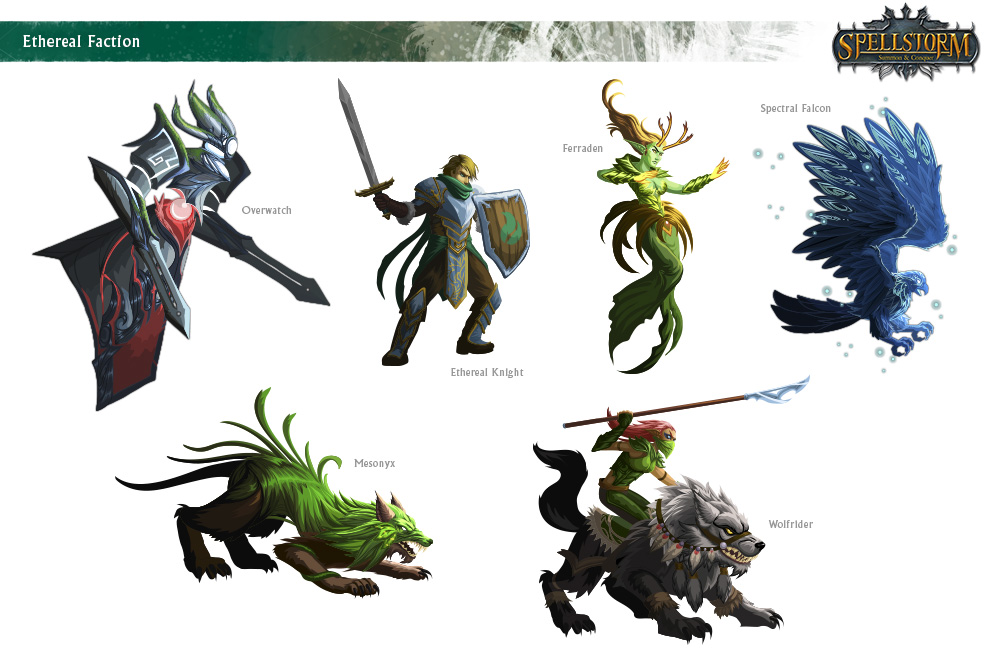 Ethereal Faction
SPELLSTORM
Summon & Conquer
Spectral Falcon
Ferraden
Overwatch
Ethereal Knight
Mesonyx
Wolfrider